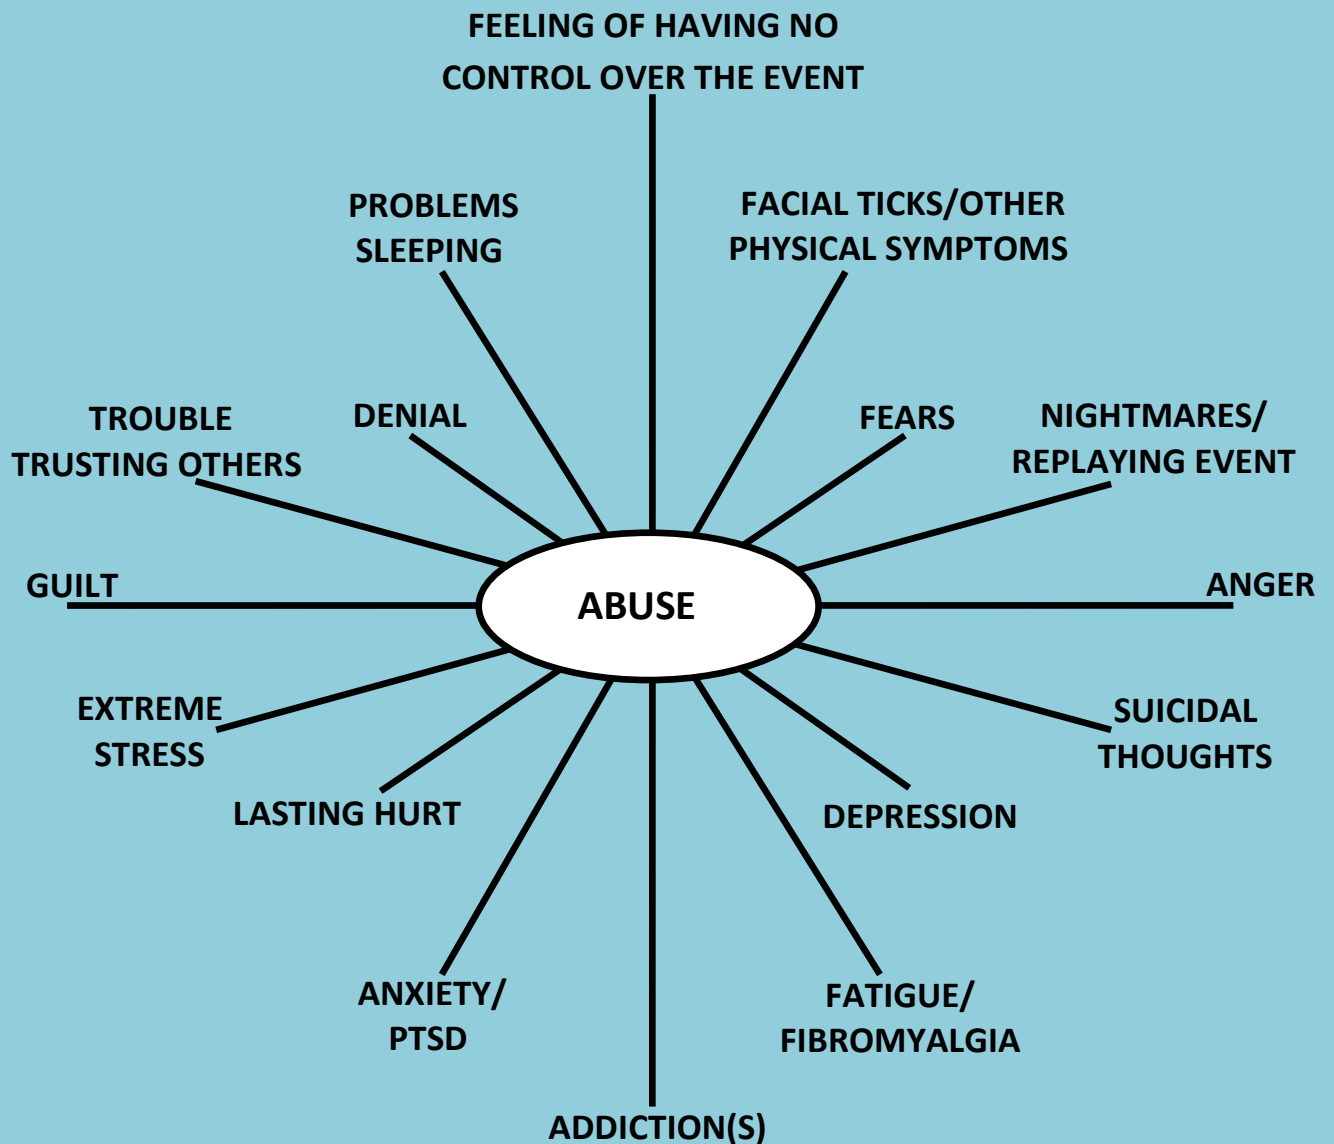 FEELING OF HAVING NO
CONTROL OVER THE EVENT
PROBLEMS
SLEEPING
FACIAL TICKS/OTHER
PHYSICAL SYMPTOMS
TROUBLE
TRUSTING OTHERS
DENIAL
FEARS
NIGHTMARES/
REPLAYING EVENT
GUILT
ABUSE
ANGER
EXTREME
STRESS
SUICIDAL
THOUGHTS
LASTING HURT
DEPRESSION
ANXIETY/
PTSD
FATIGUE/
FIBROMYALGIA
ADDICTION(S)